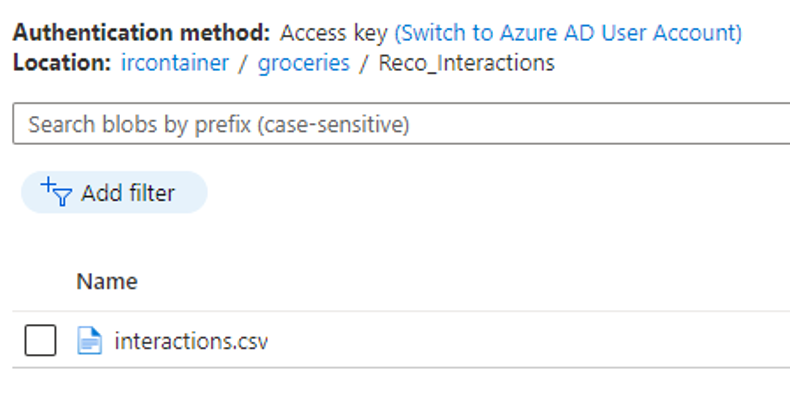 Authentication method: Access key (Switch to Azure AD User Account)
Location: ircontainer / groceries / Reco_Interactions
Search blobs by prefix (case-sensitive)
Add filter
Name
interactions.csv